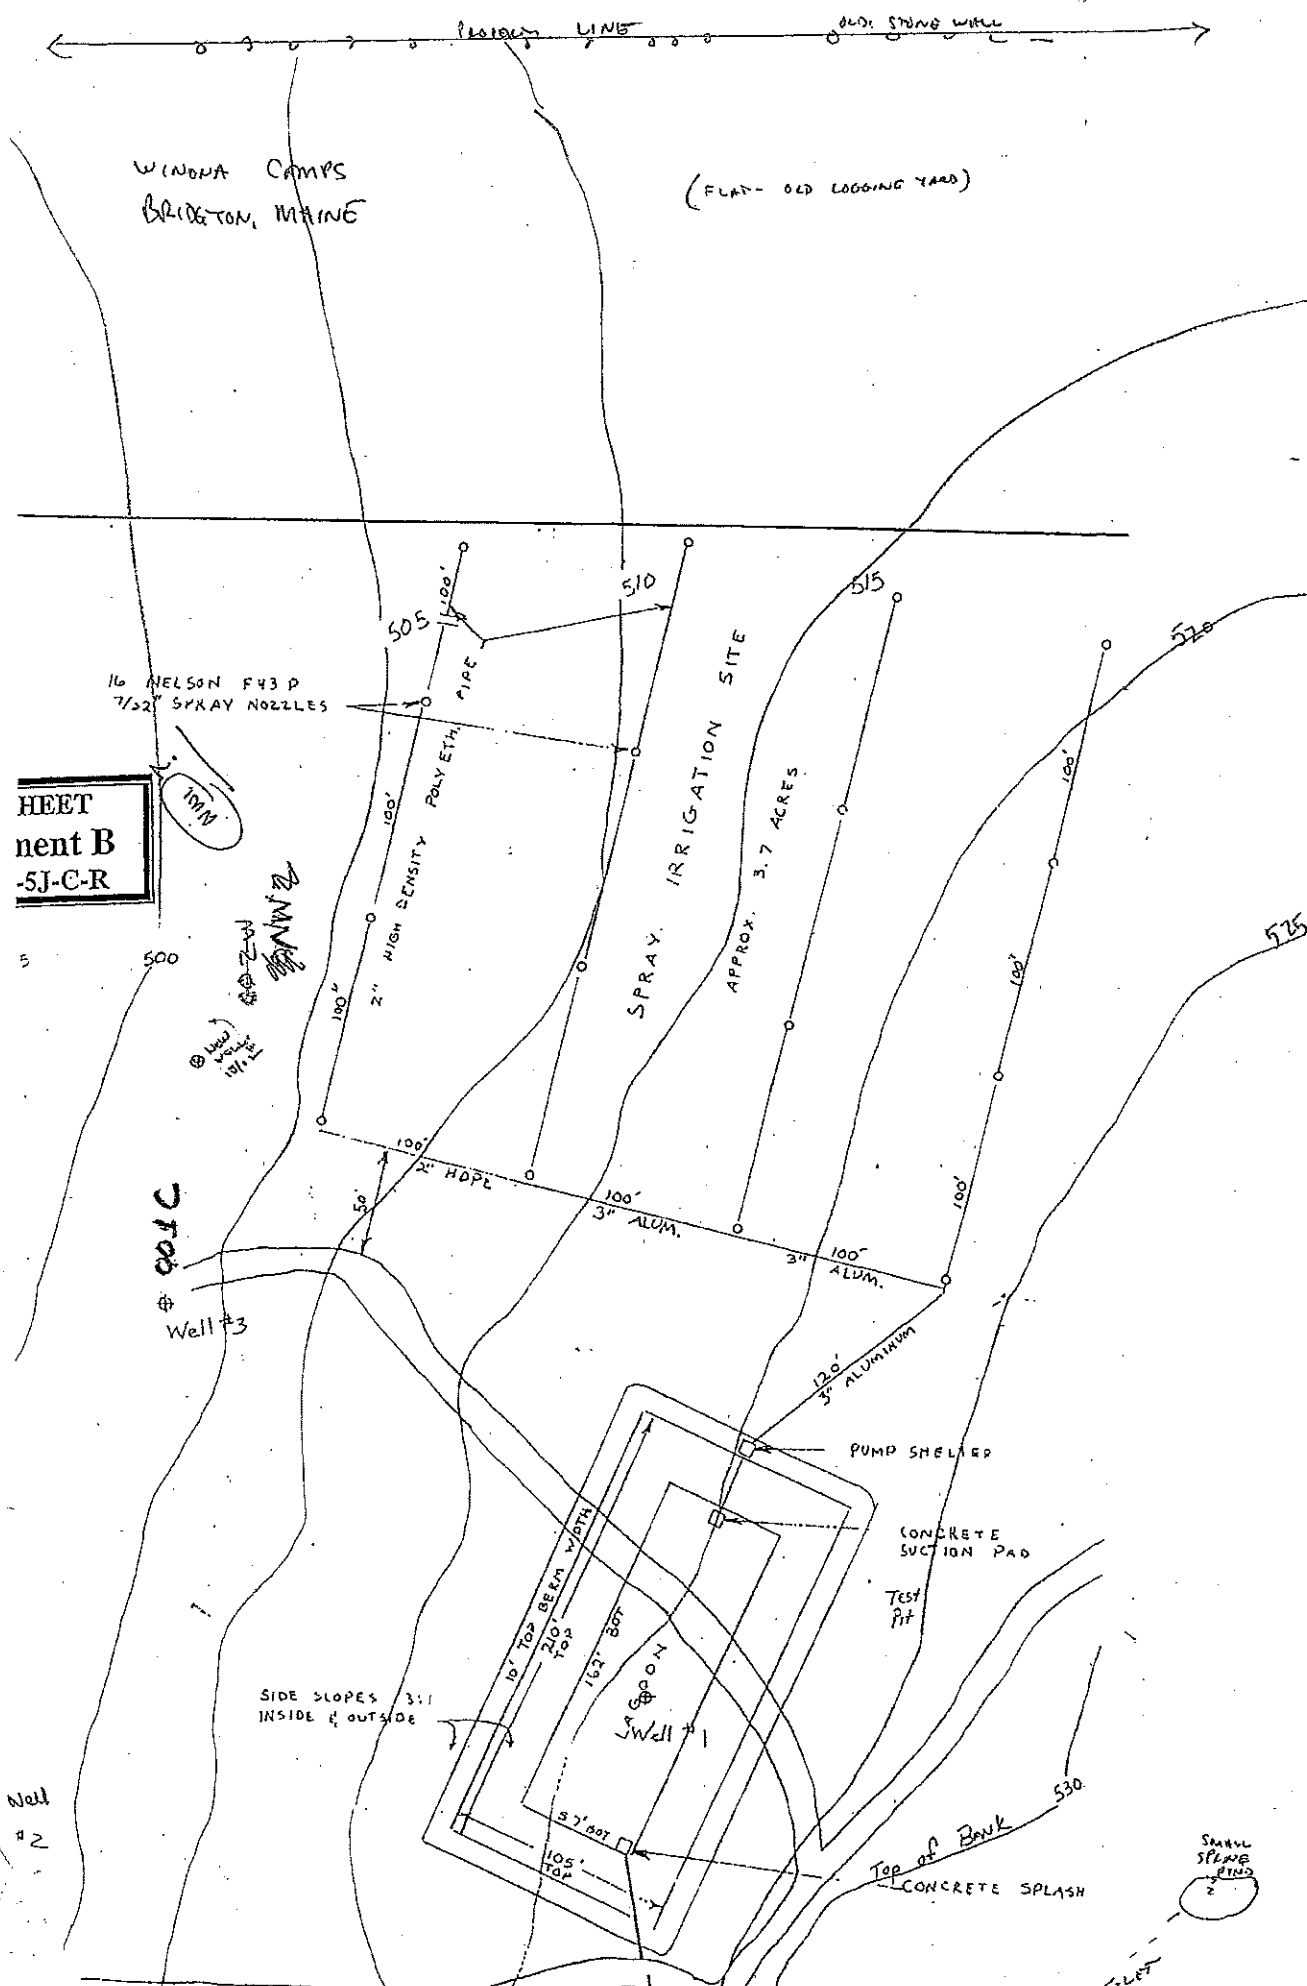 PROPERTY LINE
OLD STONE WALL
WINONA CAMPS
BRIDGTON, MAINE
(FLAT - OLD LOGGING YARD)
510
515
505
520
100'
16 NELSON F43P
7/32" SPRAY NOZZLES
2" HIGH DENSITY POLYETH. PIPE
SPRAY IRRIGATION SITE
APPROX. 3.7 ACRES
100'
100'
HEET
nent B
-5J-C-R
5
500
525
100"
100'
NEW
WELL
100'
2" HDPE
100'
3" ALUM.
100'
3" ALUM.
100'
50'
001C
Well #3
120'
3" ALUMINUM
PUMP SHELTER
CONCRETE
SUCTION PAD
Test
Pit
10' TOP BERM WIDTH
210'
TOP
162' BOT
LAGOON
Well #1
SIDE SLOPES 3:1
INSIDE & OUTSIDE
57' BOT
105'
TOP
530
Top of Bank
CONCRETE SPLASH
Well
#2
SMALL
SPRING
POND